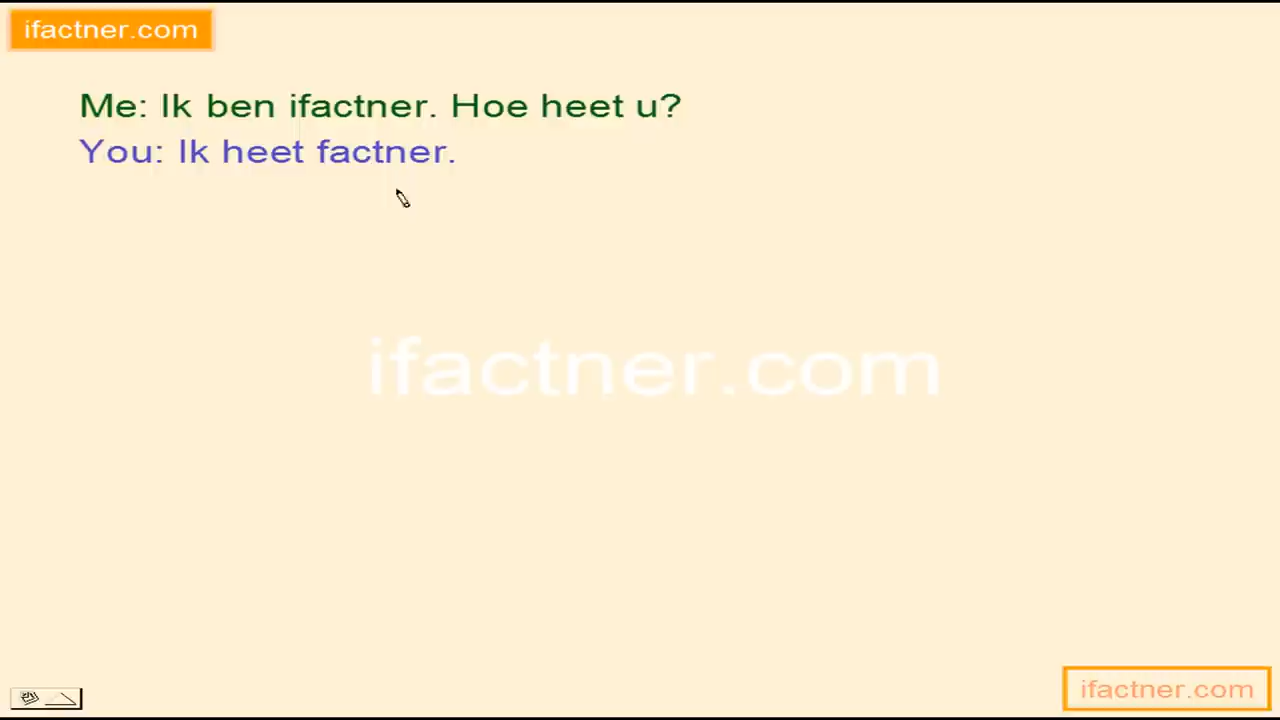 ifactner.com
Me: Ik ben ifactner. Hoe heet u?
You: Ik heet factner.
ifactner.com
ifactner.com